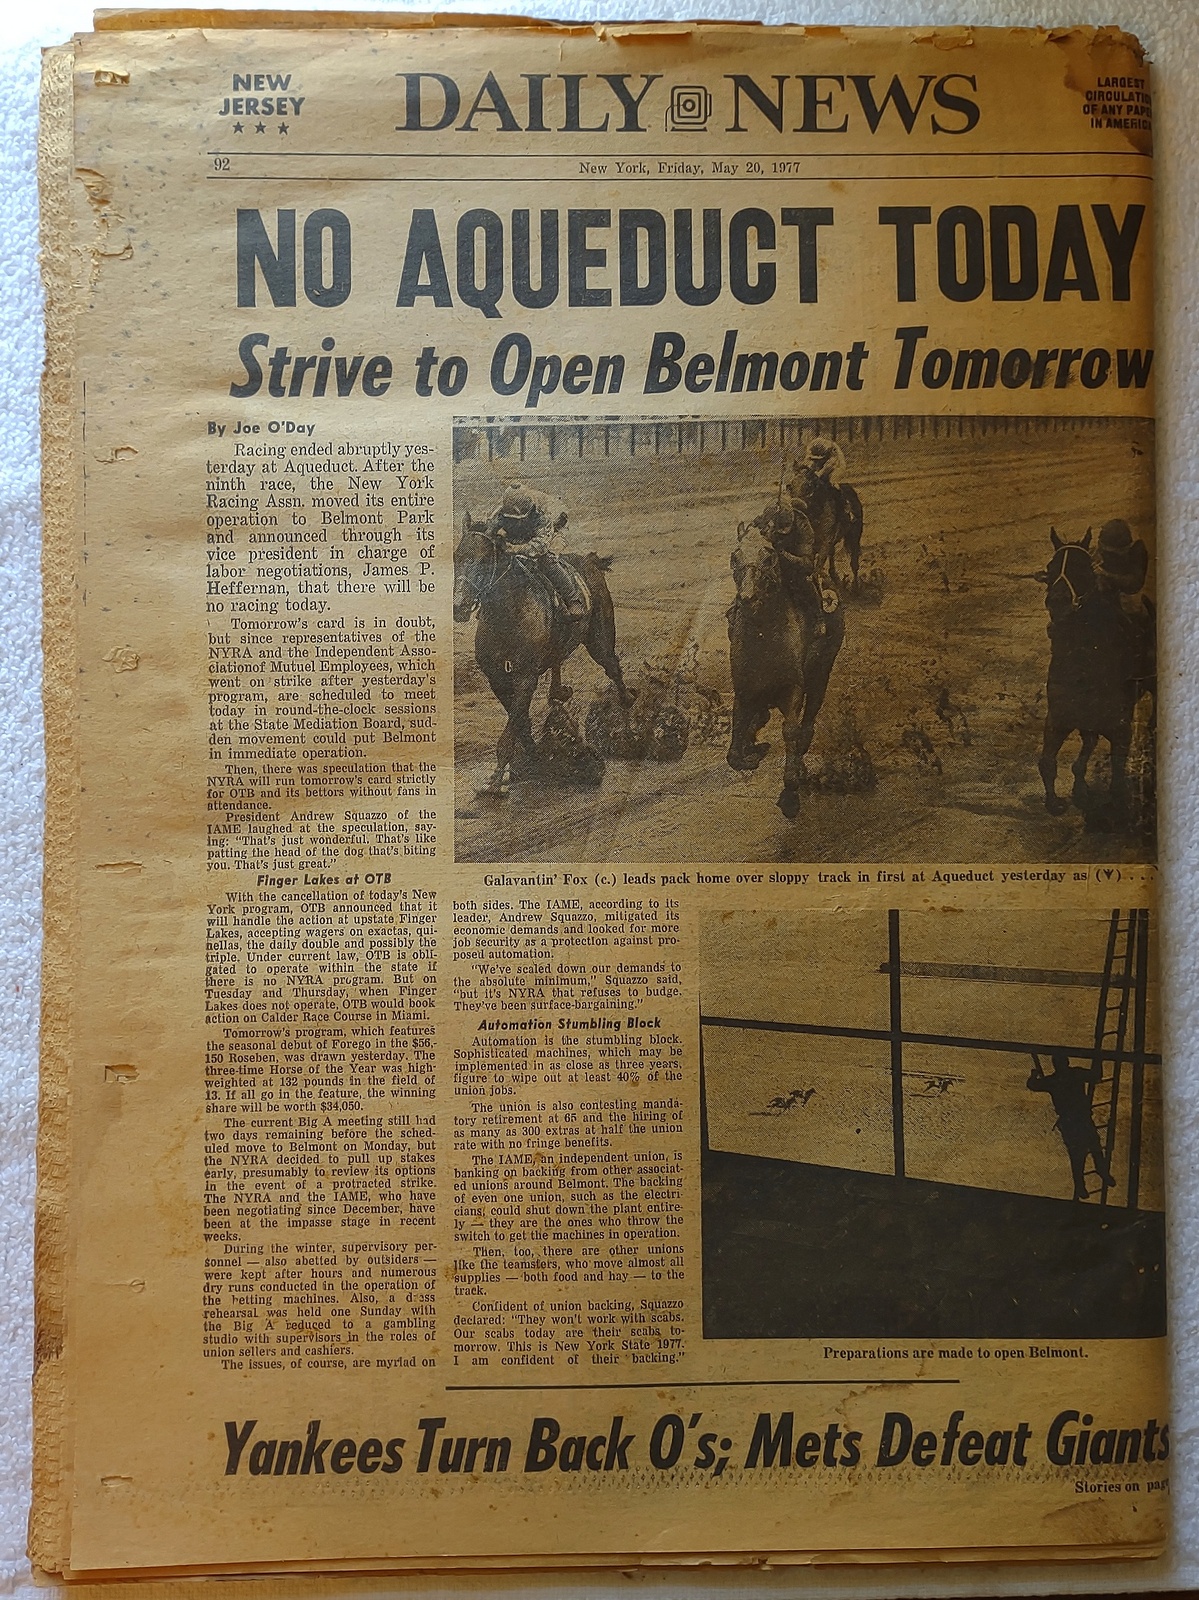 NEW
JERSEY
★ ★ ★
DAILY NEWS
LARGEST
CIRCULATION
OF ANY PAPER
IN AMERICA
92
New York, Friday, May 20, 1977
NO AQUEDUCT TODAY
Strive to Open Belmont Tomorrow
By Joe O'Day
Racing ended abruptly yes-
terday at Aqueduct. After the
ninth race, the New York
Racing Assn. moved its entire
operation to Belmont Park
and announced through its
vice president in charge of
labor negotiations, James P.
Heffernan, that there will be
no racing today.
Tomorrow's card is in doubt,
but since representatives of the
NYRA and the Independent Asso-
ciationof Mutuel Employees, which
went on strike after yesterday's
program, are scheduled to meet
today in round-the-clock sessions
at the State Mediation Board, sud-
den movement could put Belmont
in immediate operation.
Then, there was speculation that the
NYRA will run tomorrow's card strictly
for OTB and its bettors without fans in
attendance.
President Andrew Squazzo of the
IAME laughed at the speculation, say-
ing: "That's just wonderful. That's like
patting the head of the dog that's biting
you. That's just great."
Finger Lakes at OTB
With the cancellation of today's New
York program, OTB announced that it
will handle the action at upstate Finger
Lakes, accepting wagers on exactas, qui-
nellas, the daily double and possibly the
triple. Under current law, OTB is obli-
gated to operate within the state if
there is no NYRA program. But on
Tuesday and Thursday, when Finger
Lakes does not operate, OTB would book
action on Calder Race Course in Miami.
Tomorrow's program, which features
the seasonal debut of Forego in the $56,-
150 Roseben, was drawn yesterday. The
three-time Horse of the Year was high-
weighted at 132 pounds in the field of
13. If all go in the feature, the winning
share will be worth $34,050.
The current Big A meeting still had
two days remaining before the sched-
uled move to Belmont on Monday, but
the NYRA decided to pull up stakes
early, presumably to review its options
in the event of a protracted strike.
The NYRA and the IAME, who have
been negotiating since December, have
been at the impasse stage in recent
weeks.
During the winter, supervisory per-
sonnel — also abetted by outsiders —
were kept after hours and numerous
dry runs conducted in the operation of
the betting machines. Also, a dress
rehearsal was held one Sunday with
the Big A reduced to a gambling
studio with supervisors in the roles of
union sellers and cashiers.
The issues, of course, are myriad on
Galavantin' Fox (c.) leads pack home over sloppy track in first at Aqueduct yesterday as (▼) . . .
both sides. The IAME, according to its
leader, Andrew Squazzo, mitigated its
economic demands and looked for more
job security as a protection against pro-
posed automation.
"We've scaled down our demands to
the absolute minimum," Squazzo said,
"but it's NYRA that refuses to budge.
They've been surface-bargaining."
Automation Stumbling Block
Automation is the stumbling block.
Sophisticated machines, which may be
implemented in as close as three years,
figure to wipe out at least 40% of the
union jobs.
The union is also contesting manda-
tory retirement at 65 and the hiring of
as many as 300 extras at half the union
rate with no fringe benefits.
The IAME, an independent union, is
banking on backing from other associat-
ed unions around Belmont. The backing
of even one union, such as the electri-
cians, could shut down the plant entire-
ly — they are the ones who throw the
switch to get the machines in operation.
Then, too, there are other unions
like the teamsters, who move almost all
supplies — both food and hay — to the
track.
Confident of union backing, Squazzo
declared: "They won't work with scabs.
Our scabs today are their scabs to-
morrow. This is New York State 1977.
I am confident of their backing."
Preparations are made to open Belmont.
Yankees Turn Back O's; Mets Defeat Giants
Stories on pag